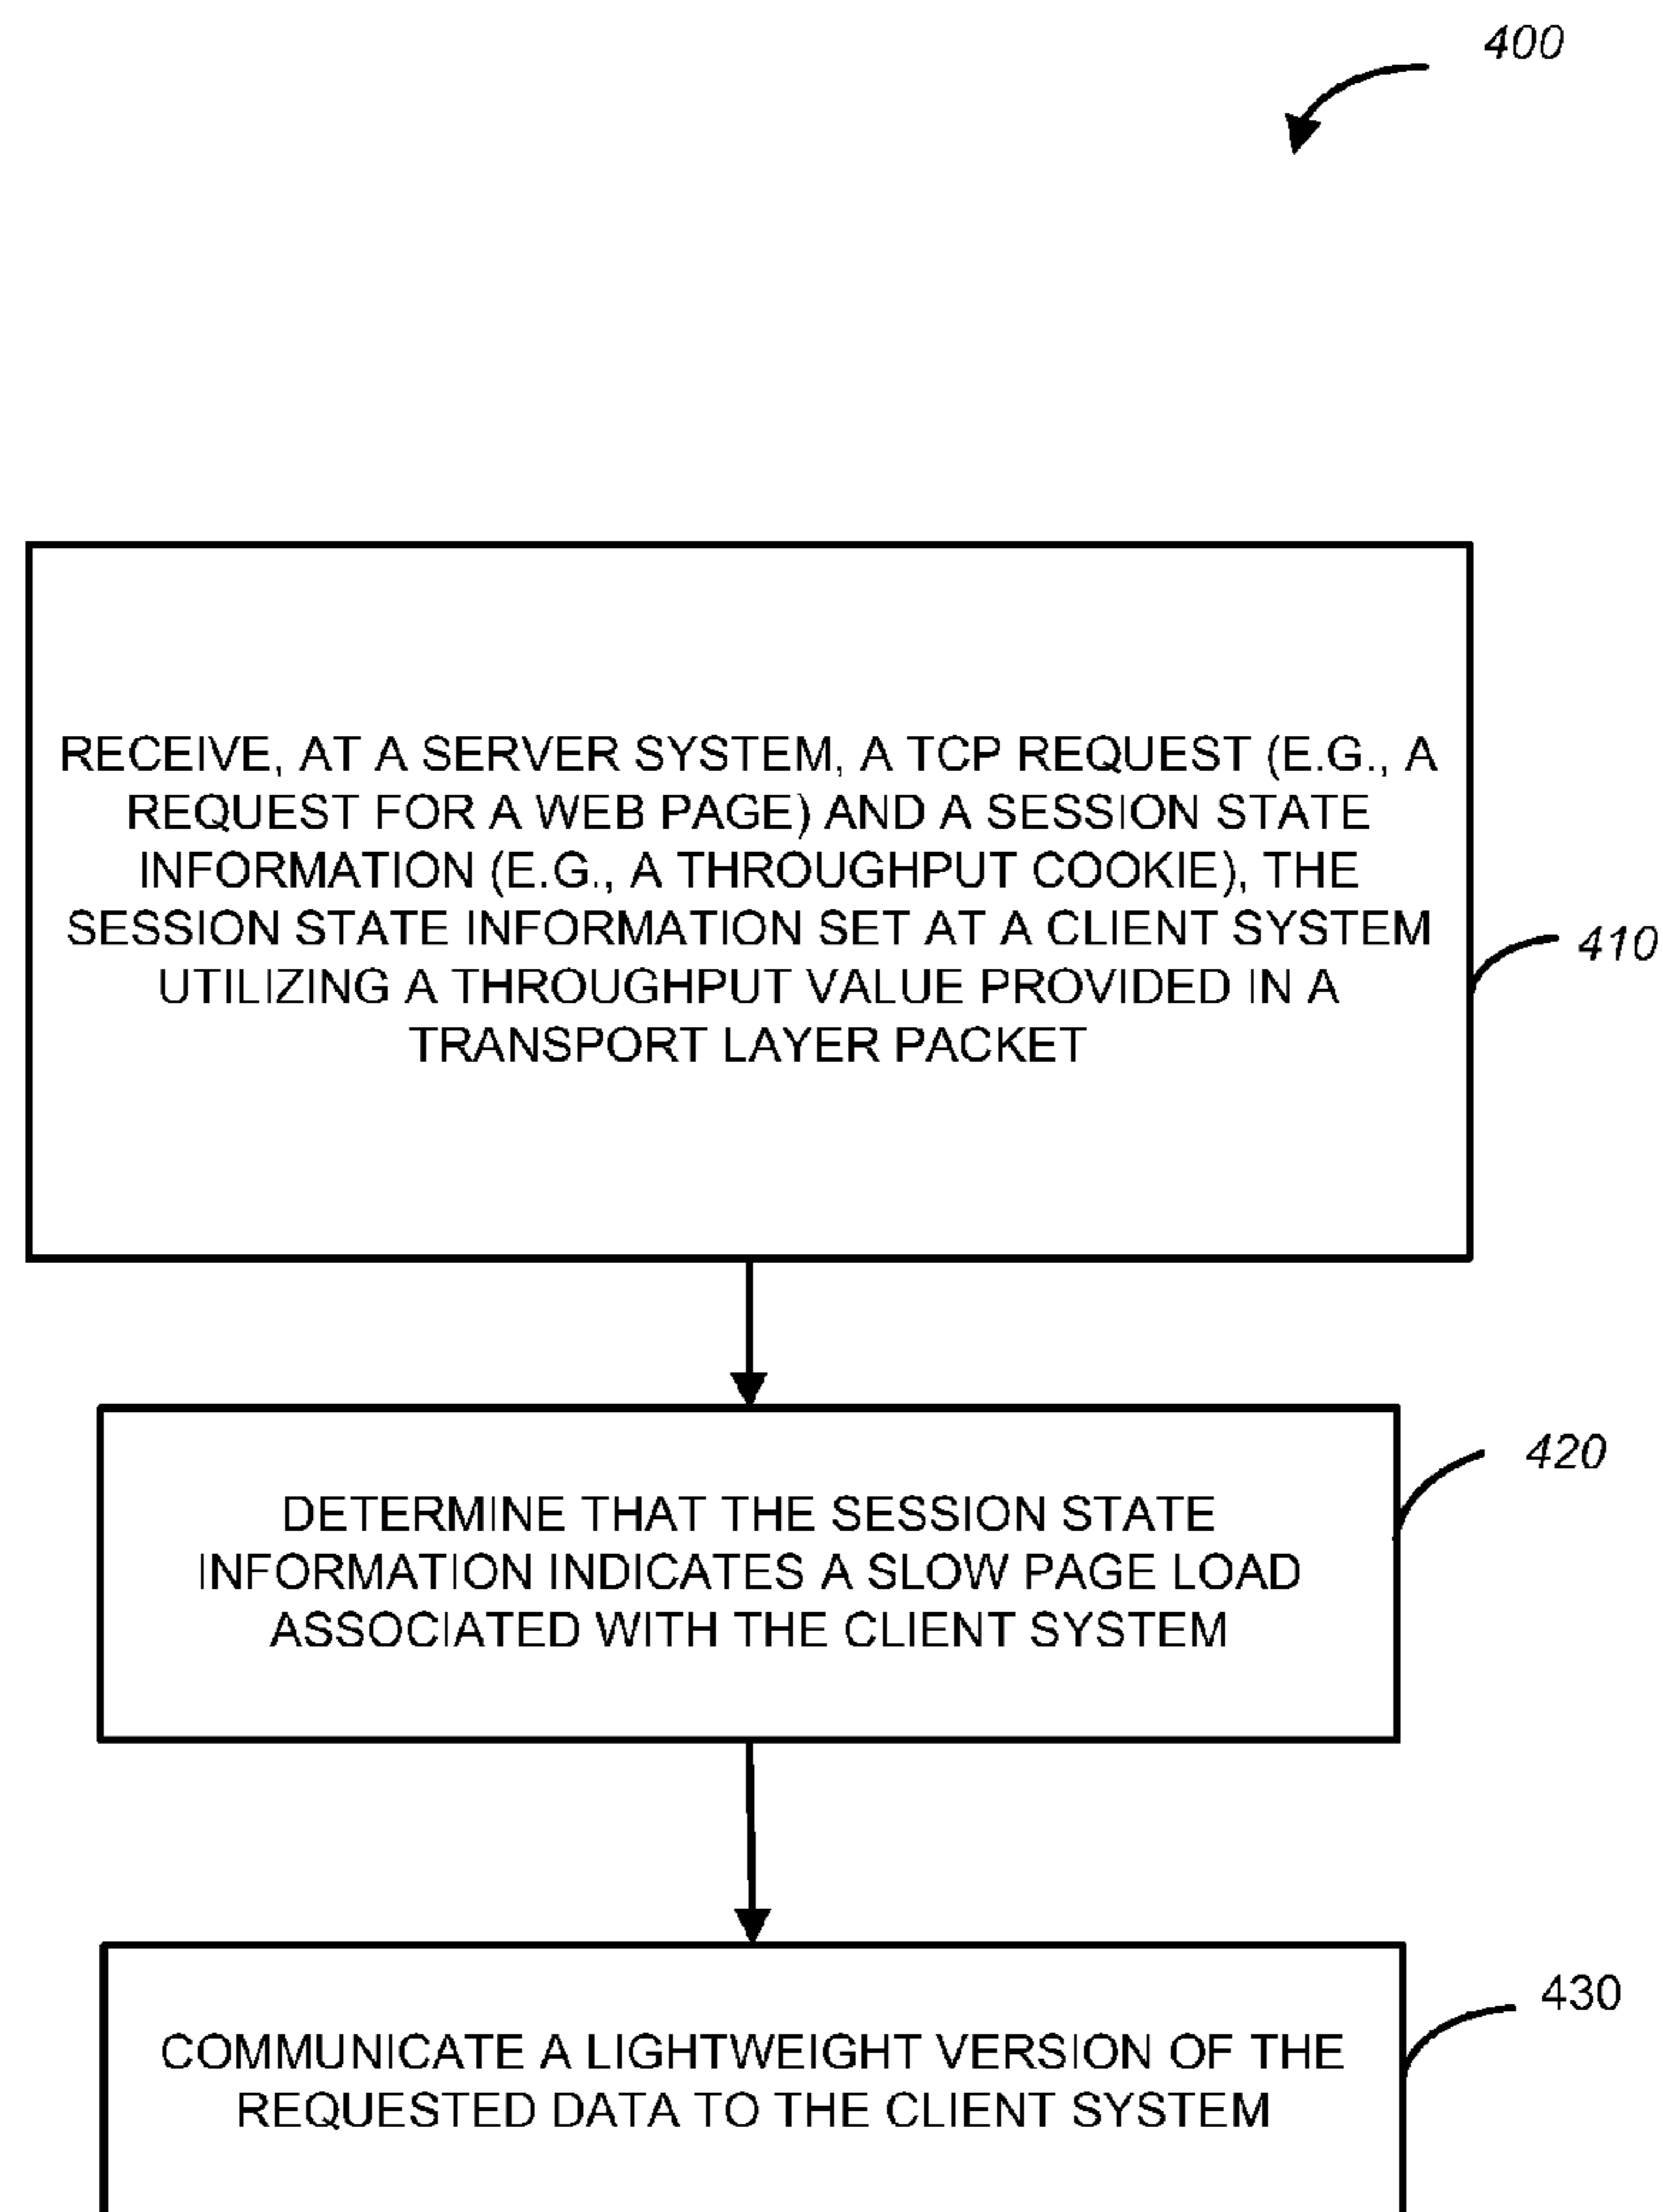 400
RECEIVE, AT A SERVER SYSTEM, A TCP REQUEST (E.G., A
REQUEST FOR A WEB PAGE) AND A SESSION STATE
INFORMATION (E.G., A THROUGHPUT COOKIE), THE
SESSION STATE INFORMATION SET AT A CLIENT SYSTEM
UTILIZING A THROUGHPUT VALUE PROVIDED IN A
TRANSPORT LAYER PACKET
410
420
DETERMINE THAT THE SESSION STATE
INFORMATION INDICATES A SLOW PAGE LOAD
ASSOCIATED WITH THE CLIENT SYSTEM
430
COMMUNICATE A LIGHTWEIGHT VERSION OF THE
REQUESTED DATA TO THE CLIENT SYSTEM